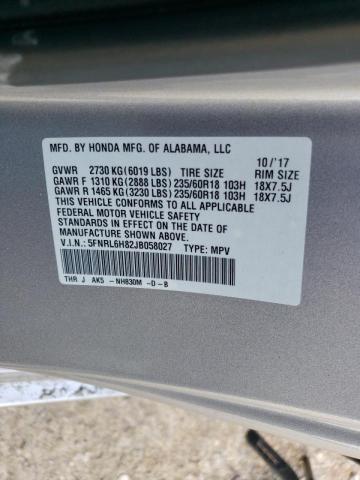 MFD. BY HONDA MFG. OF ALABAMA, LLC
10/'17
GVWR 2730 KG (6019 LBS) TIRE SIZE RIM SIZE
GAWR F 1310 KG (2888 LBS) 235/60R18 103H 18X7.5J
GAWR R 1465 KG (3230 LBS) 235/60R18 103H 18X7.5J
THIS VEHICLE CONFORMS TO ALL APPLICABLE
FEDERAL MOTOR VEHICLE SAFETY
STANDARDS IN EFFECT ON THE DATE OF
MANUFACTURE SHOWN ABOVE.
V.I.N.: 5FNRL6H82JB058027 TYPE: MPV
THR J AK5 -NH830M -D-B